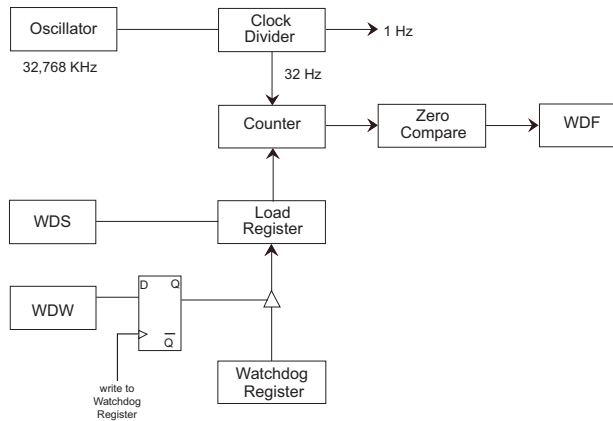 Oscillator
Clock
Divider
1 Hz
32,768 KHz
32 Hz
Counter
Zero
Compare
WDF
WDS
Load
Register
WDW
D Q
Q
Watchdog
Register
write to
Watchdog
Register